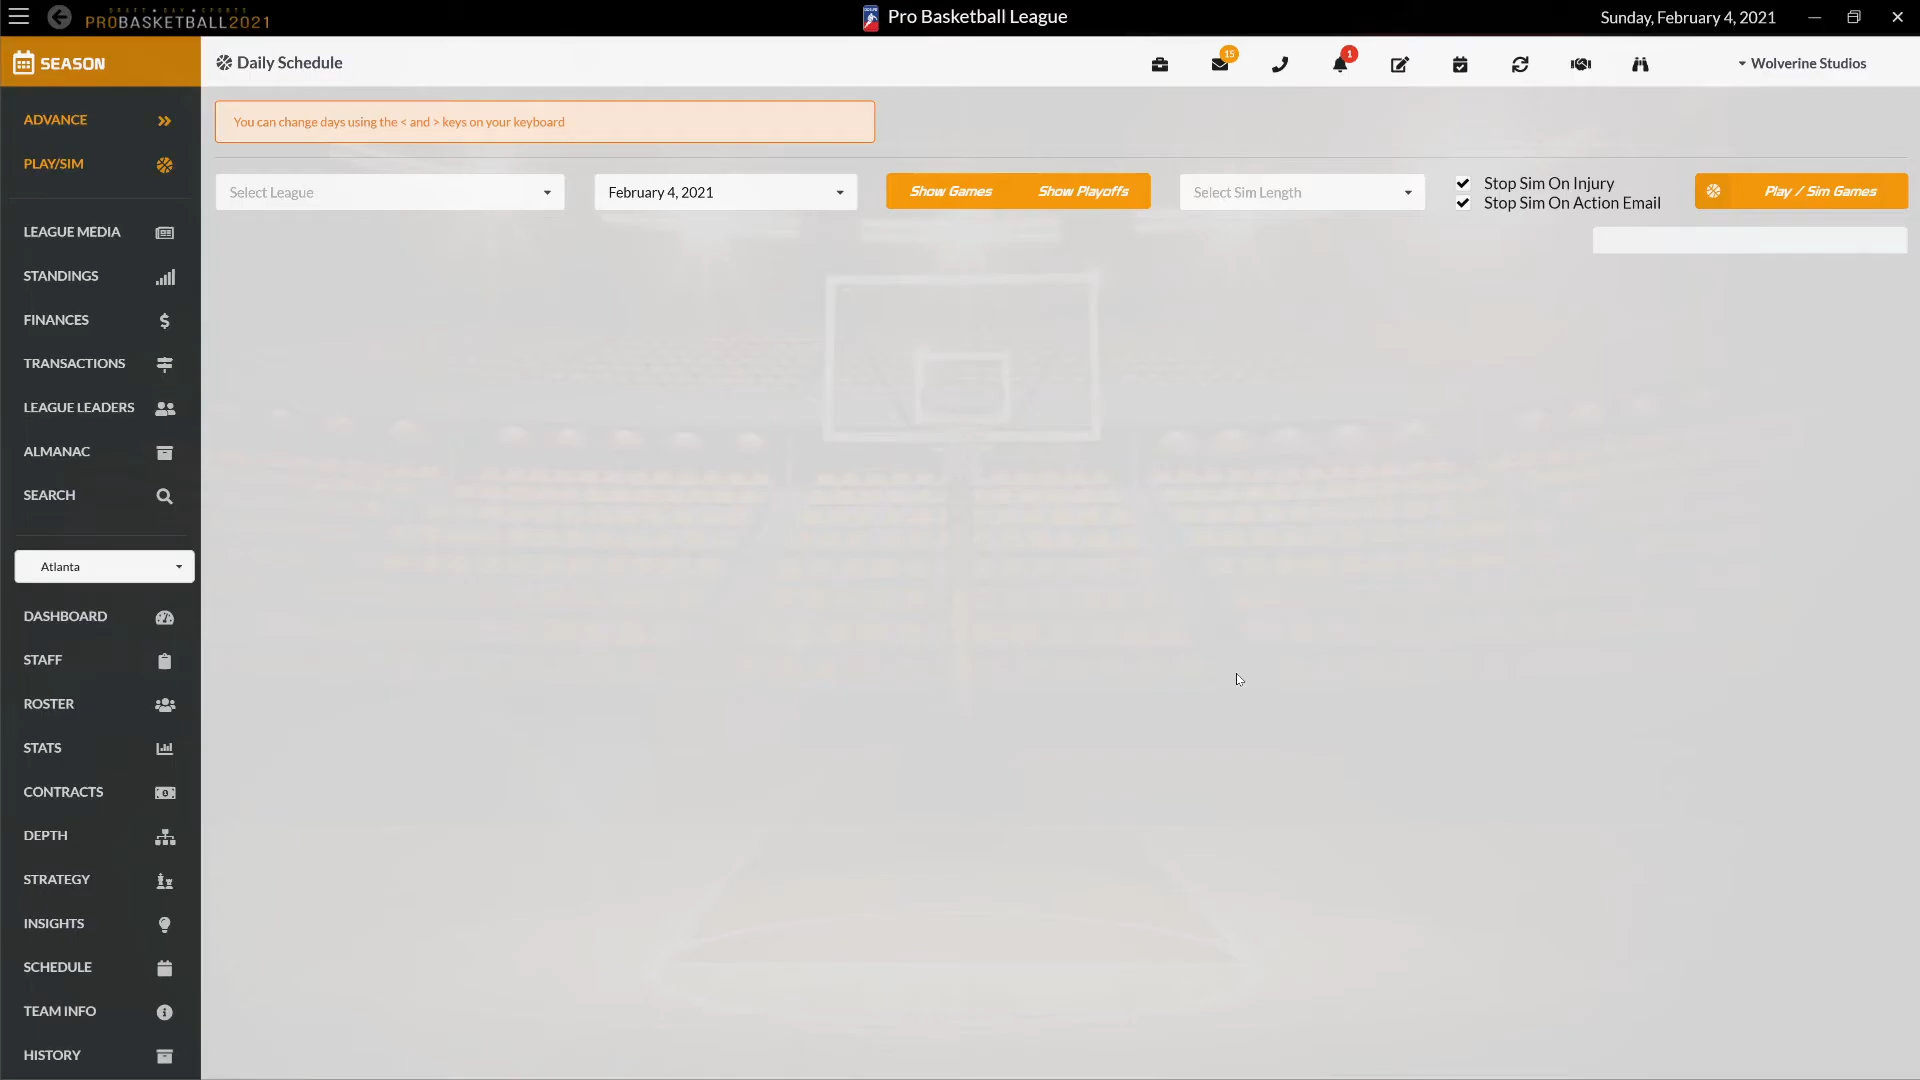 DRAFT • DAY • SPORTS
PROBASKETBALL2021
Pro Basketball League
Sunday, February 4, 2021
SEASON
Daily Schedule
15
1
Wolverine Studios
ADVANCE
You can change days using the < and > keys on your keyboard
PLAY/SIM
Select League
February 4, 2021
Show Games
Show Playoffs
Select Sim Length
Stop Sim On Injury
Stop Sim On Action Email
Play / Sim Games
LEAGUE MEDIA
STANDINGS
FINANCES
TRANSACTIONS
LEAGUE LEADERS
ALMANAC
SEARCH
Atlanta
DASHBOARD
STAFF
ROSTER
STATS
CONTRACTS
DEPTH
STRATEGY
INSIGHTS
SCHEDULE
TEAM INFO
HISTORY